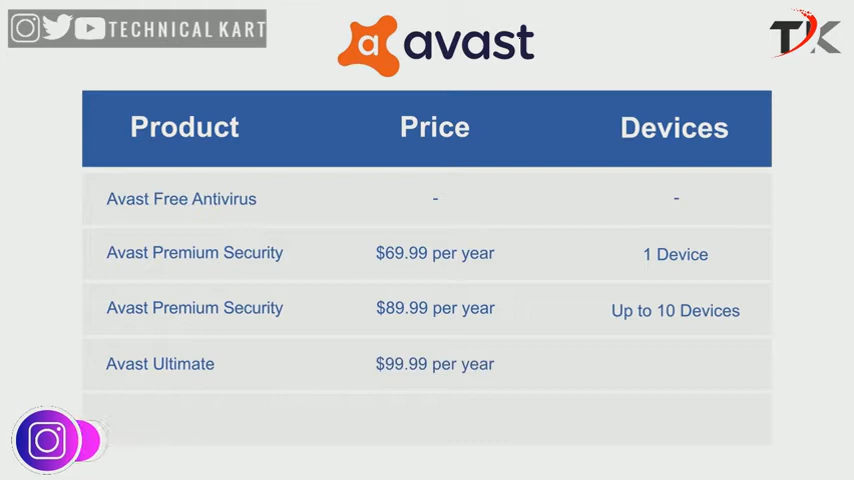 TECHNICAL KART
avast
TK
Product Price Devices
Avast Free Antivirus - -
Avast Premium Security $69.99 per year 1 Device
Avast Premium Security $89.99 per year Up to 10 Devices
Avast Ultimate $99.99 per year